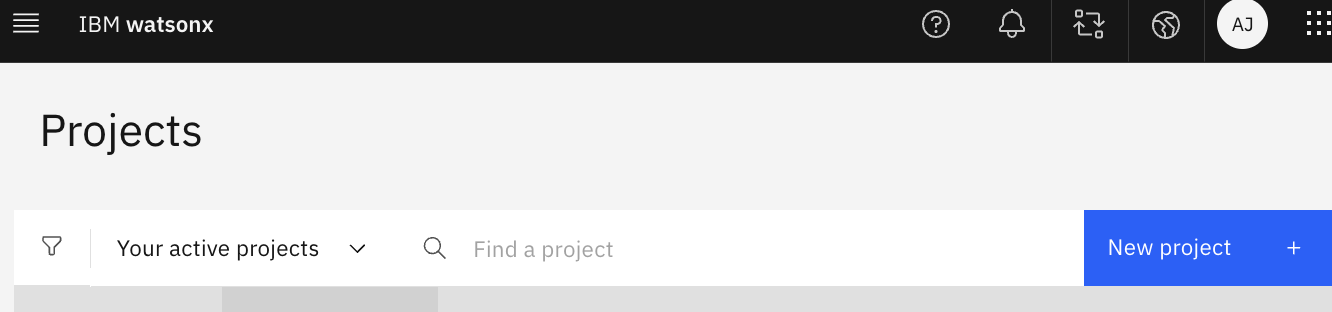 IBM watsonx
AJ
Projects
Your active projects
Find a project
New project +